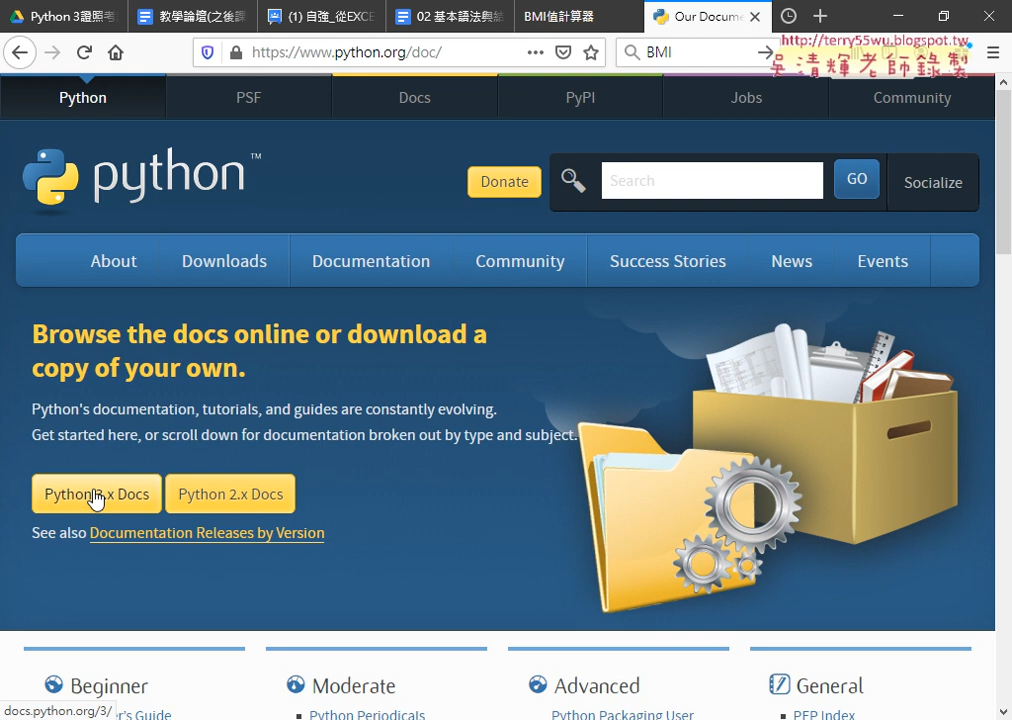 Python 3證照考
教學論壇(之後課
(1) 自強_從EXCE
02 基本語法與結
BMI值計算器
Our Docume
https://www.python.org/doc/
BMI
http://terry55wu.blogspot.tw
吳清輝老師錄製
Python
PSF
Docs
PyPI
Jobs
Community
python™
Donate
Search
GO
Socialize
About
Downloads
Documentation
Community
Success Stories
News
Events
Browse the docs online or download a
copy of your own.
Python's documentation, tutorials, and guides are constantly evolving.
Get started here, or scroll down for documentation broken out by type and subject.
Python 3.x Docs
Python 2.x Docs
See also Documentation Releases by Version
Beginner
Moderate
Advanced
General
docs.python.org/3/
r's Guide
Python Periodicals
Python Packaging User
PEP Index